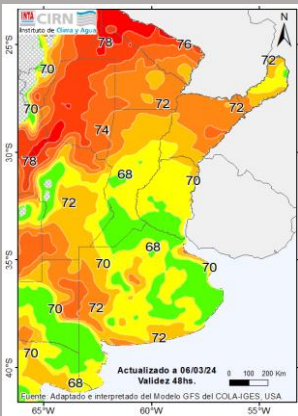 INTA CIRN
Instituto de Clima y Agua
N
25°S
30°S
35°S
40°S
78
76
72
70
72
72
70
74
78
68
70
72
68
70
70
70
72
72
70
68
Actualizado a 06/03/24
Validez 48hs.
0 100 200 Km
Fuente: Adaptado e interpretado del Modelo GFS del COLA-IGES, USA
65°W 60°W 55°W